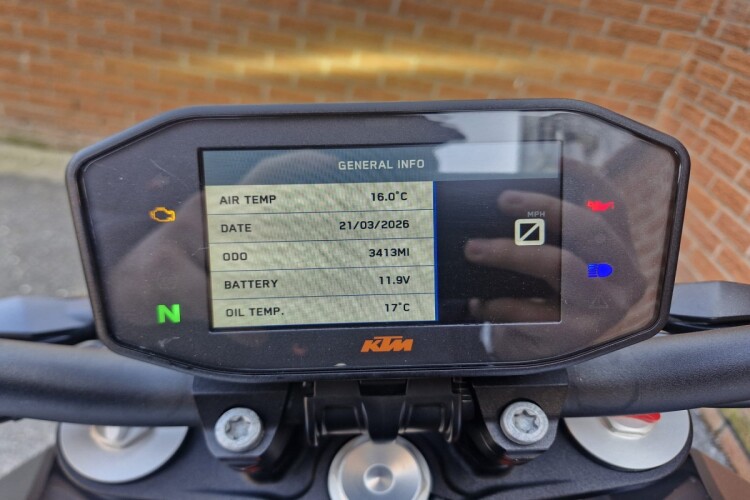 GENERAL INFO
AIR TEMP 16.0°C
DATE 21/03/2026
ODO 3413MI
BATTERY 11.9V
OIL TEMP. 17°C
MPH
N
KTM